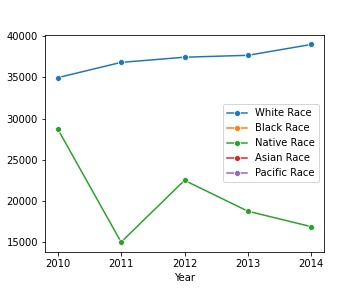 40000
35000
30000
25000
20000
15000
White Race
Black Race
Native Race
Asian Race
Pacific Race
2010 2011 2012 2013 2014
Year